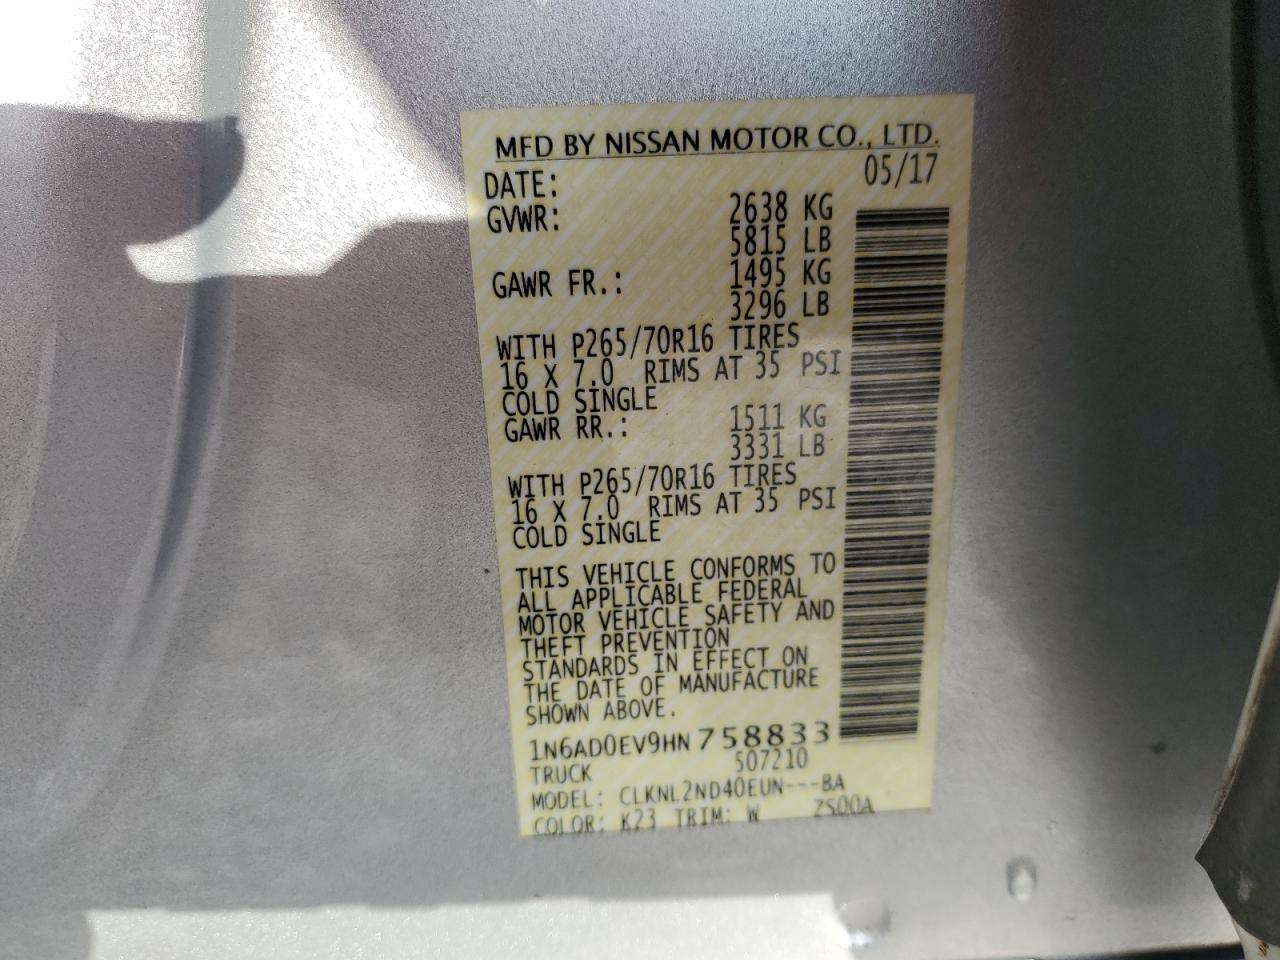 MFD BY NISSAN MOTOR CO., LTD.
DATE: 05/17
GVWR: 2638 KG
5815 LB
GAWR FR.: 1495 KG
3296 LB
WITH P265/70R16 TIRES
16 X 7.0 RIMS AT 35 PSI
COLD SINGLE
GAWR RR.: 1511 KG
3331 LB
WITH P265/70R16 TIRES
16 X 7.0 RIMS AT 35 PSI
COLD SINGLE
THIS VEHICLE CONFORMS TO
ALL APPLICABLE FEDERAL
MOTOR VEHICLE SAFETY AND
THEFT PREVENTION
STANDARDS IN EFFECT ON
THE DATE OF MANUFACTURE
SHOWN ABOVE.
1N6AD0EV9HN758833
TRUCK 507210
MODEL: CLKNL2ND40EUN---BA
COLOR: K23 TRIM: W ZS00A